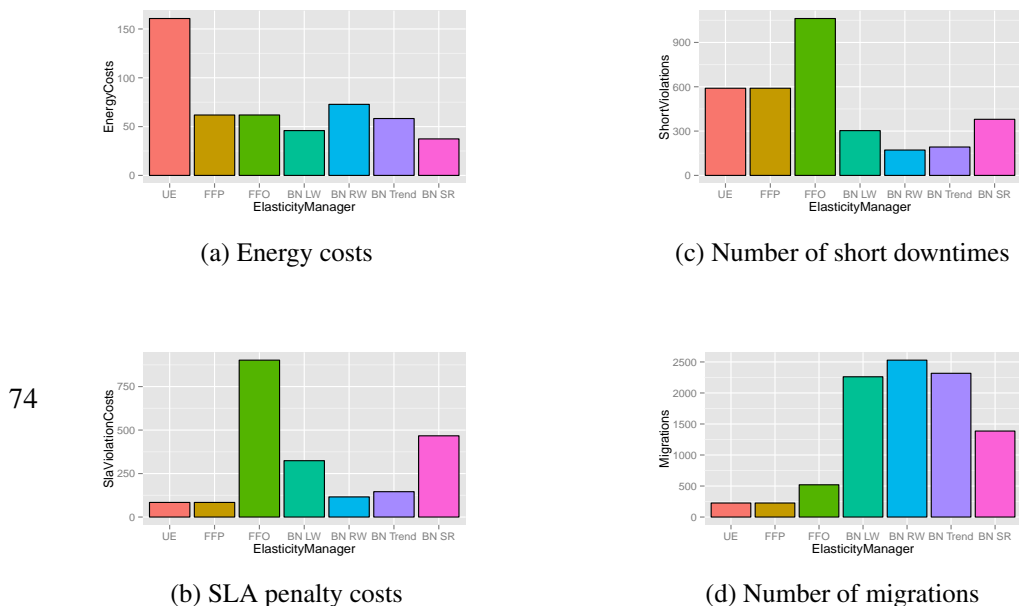 150
100
50
0
EnergyCosts
UE FFP FFO BN LW BN RW BN Trend BN SR
ElasticityManager
(a) Energy costs
900
600
300
0
ShortViolations
UE FFP FFO BN LW BN RW BN Trend BN SR
ElasticityManager
(c) Number of short downtimes
74
750
500
250
0
SlaViolationCosts
UE FFP FFO BN LW BN RW BN Trend BN SR
ElasticityManager
(b) SLA penalty costs
2500
2000
1500
1000
500
0
Migrations
UE FFP FFO BN LW BN RW BN Trend BN SR
ElasticityManager
(d) Number of migrations